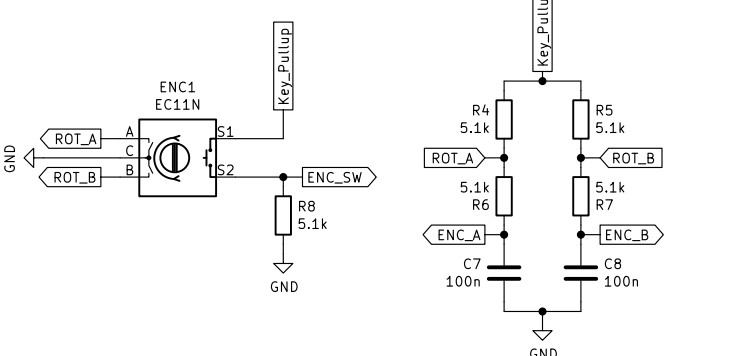 Key_Pullup
ENC1
EC11N
ROT_A
A
S1
GND
C
ROT_B
B
S2
ENC_SW
R8
5.1k
GND
Key_Pullu
R4
5.1k
R5
5.1k
ROT_A
ROT_B
5.1k
R6
5.1k
R7
ENC_A
ENC_B
C7
100n
C8
100n
GND